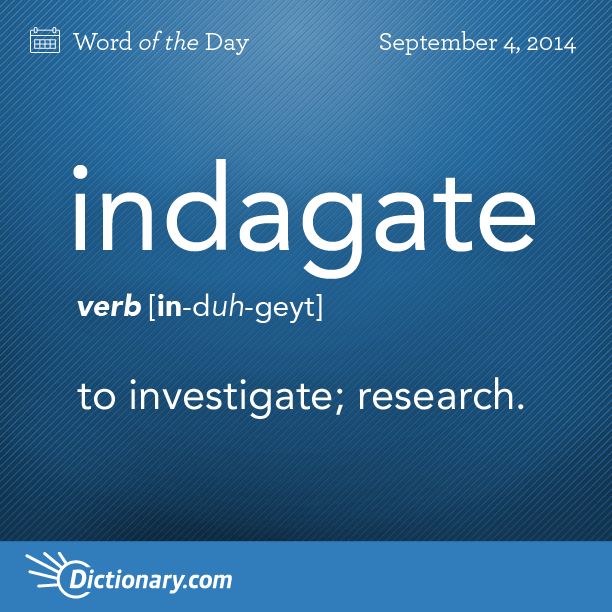 Word of the Day
September 4, 2014
indagate
verb [in-duh-geyt]
to investigate; research.
Dictionary.com